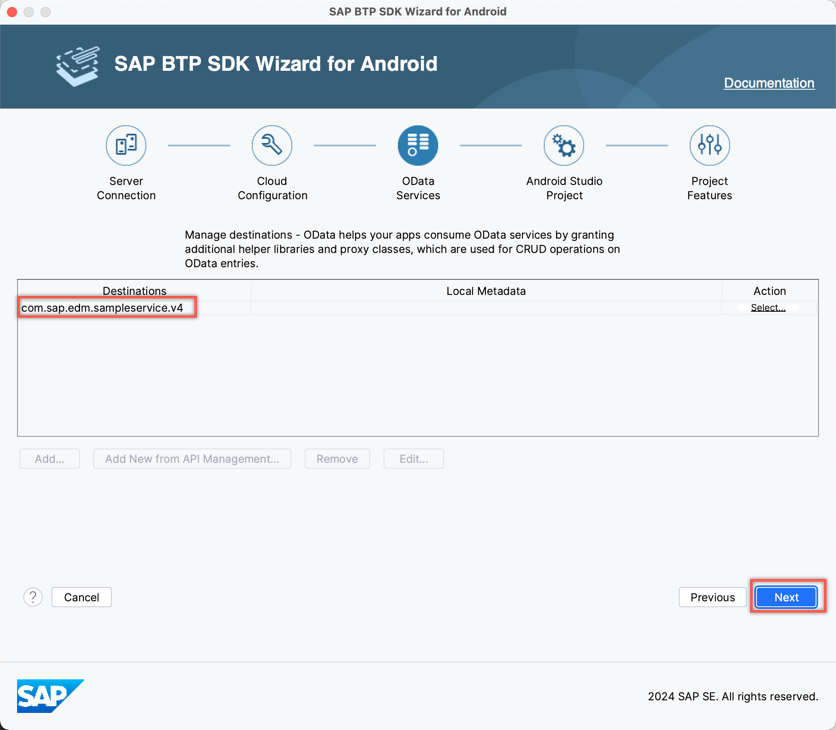 SAP BTP SDK Wizard for Android
SAP BTP SDK Wizard for Android
Documentation
Server
Connection
Cloud
Configuration
OData
Services
Android Studio
Project
Project
Features
Manage destinations - OData helps your apps consume OData services by granting
additional helper libraries and proxy classes, which are used for CRUD operations on
OData entries.
Destinations Local Metadata Action
com.sap.edm.sampleservice.v4 Select...
Add... Add New from API Management... Remove Edit...
? Cancel Previous Next
SAP 2024 SAP SE. All rights reserved.